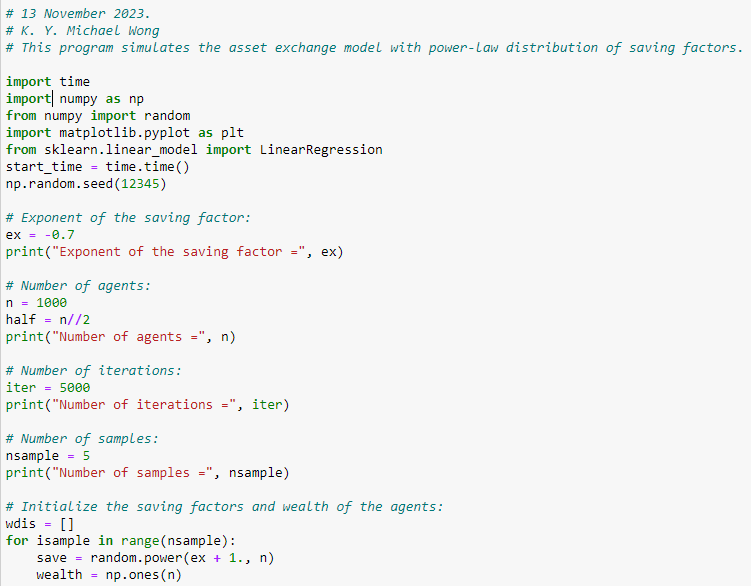 # 13 November 2023.
# K. Y. Michael Wong
# This program simulates the asset exchange model with power-law distribution of saving factors.
import time
import numpy as np
from numpy import random
import matplotlib.pyplot as plt
from sklearn.linear_model import LinearRegression
start_time = time.time()
np.random.seed(12345)
# Exponent of the saving factor:
ex = -0.7
print("Exponent of the saving factor =", ex)
# Number of agents:
n = 1000
half = n//2
print("Number of agents =", n)
# Number of iterations:
iter = 5000
print("Number of iterations =", iter)
# Number of samples:
nsample = 5
print("Number of samples =", nsample)
# Initialize the saving factors and wealth of the agents:
wdis = []
for isample in range(nsample):
    save = random.power(ex + 1., n)
    wealth = np.ones(n)